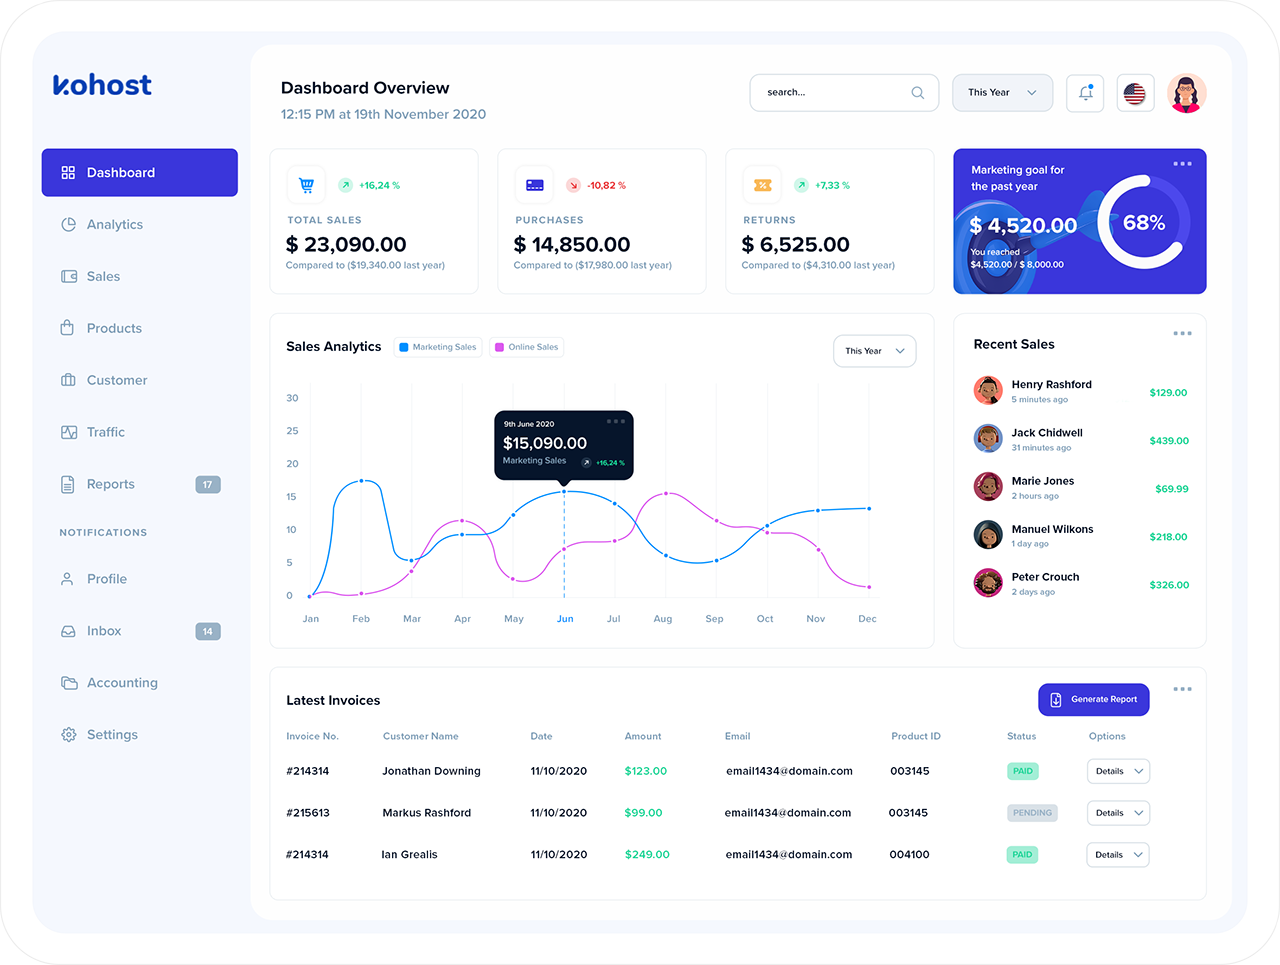 kohost
Dashboard Overview
12:15 PM at 19th November 2020
search...
This Year
Dashboard
Analytics
Sales
Products
Customer
Traffic
Reports 17
NOTIFICATIONS
Profile
Inbox 14
Accounting
Settings
+16,24 %
TOTAL SALES
$ 23,090.00
Compared to ($19,340.00 last year)
-10,82 %
PURCHASES
$ 14,850.00
Compared to ($17,980.00 last year)
+7,33 %
RETURNS
$ 6,525.00
Compared to ($4,310.00 last year)
Marketing goal for
the past year
$ 4,520.00
You reached
$4,520.00 / $ 8,000.00
68%
Sales Analytics
Marketing Sales
Online Sales
This Year
30
25
20
15
10
5
0
9th June 2020
$15,090.00
Marketing Sales +16,24 %
Jan Feb Mar Apr May Jun Jul Aug Sep Oct Nov Dec
Recent Sales
Henry Rashford
5 minutes ago
$129.00
Jack Chidwell
31 minutes ago
$439.00
Marie Jones
2 hours ago
$69.99
Manuel Wilkons
1 day ago
$218.00
Peter Crouch
2 days ago
$326.00
Latest Invoices
Generate Report
Invoice No. Customer Name Date Amount Email Product ID Status Options
#214314 Jonathan Downing 11/10/2020 $123.00 email1434@domain.com 003145 PAID Details
#215613 Markus Rashford 11/10/2020 $99.00 email1434@domain.com 003145 PENDING Details
#214314 Ian Grealis 11/10/2020 $249.00 email1434@domain.com 004100 PAID Details